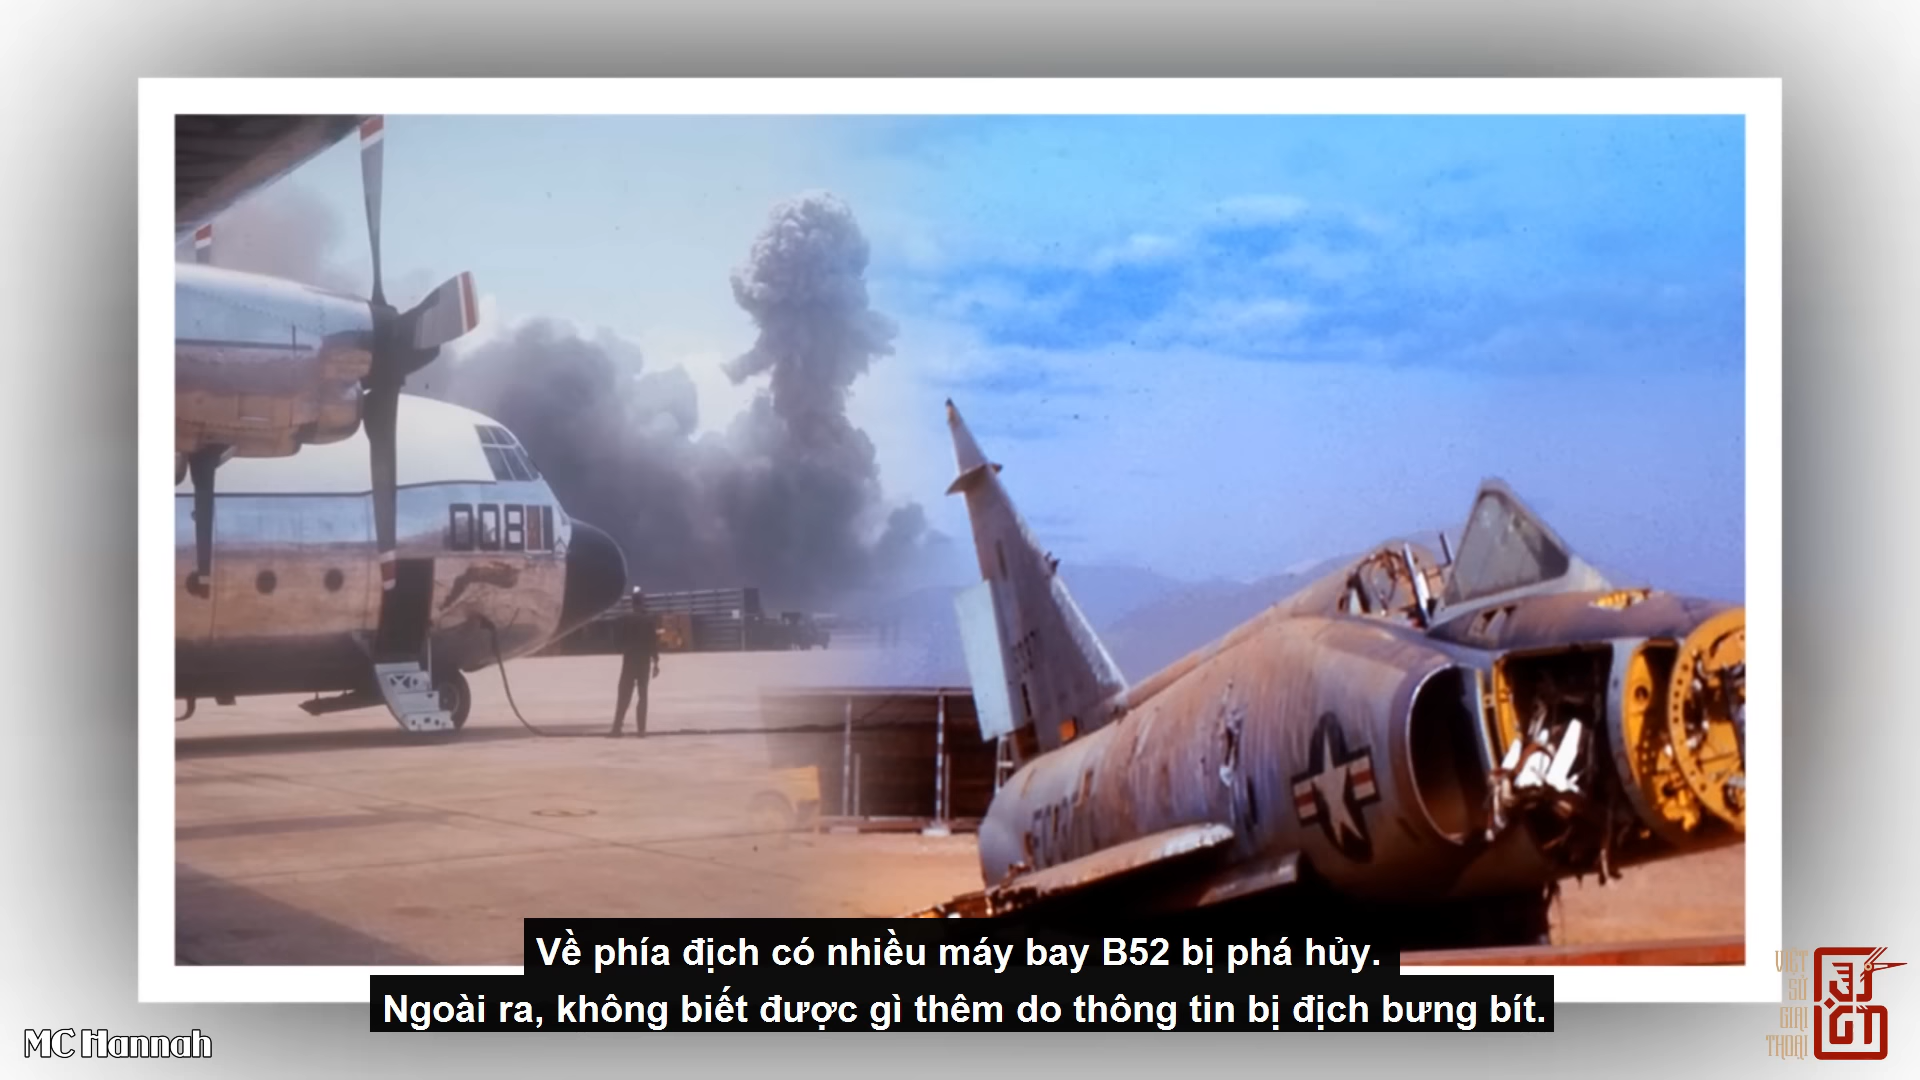 0081
Về phía địch có nhiều máy bay B52 bị phá hủy.
Ngoài ra, không biết được gì thêm do thông tin bị địch bưng bít.
MC Hannah
VIỆT
SỬ
GIAI
THOẠI